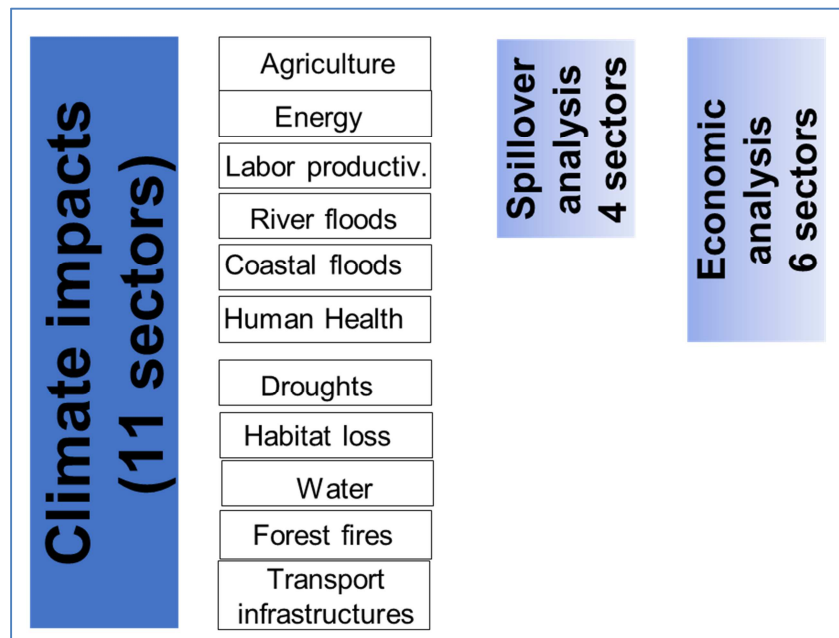 Climate impacts
(11 sectors)
Agriculture
Energy
Labor productiv.
River floods
Coastal floods
Human Health
Droughts
Habitat loss
Water
Forest fires
Transport
infrastructures
Spillover
analysis
4 sectors
Economic
analysis
6 sectors